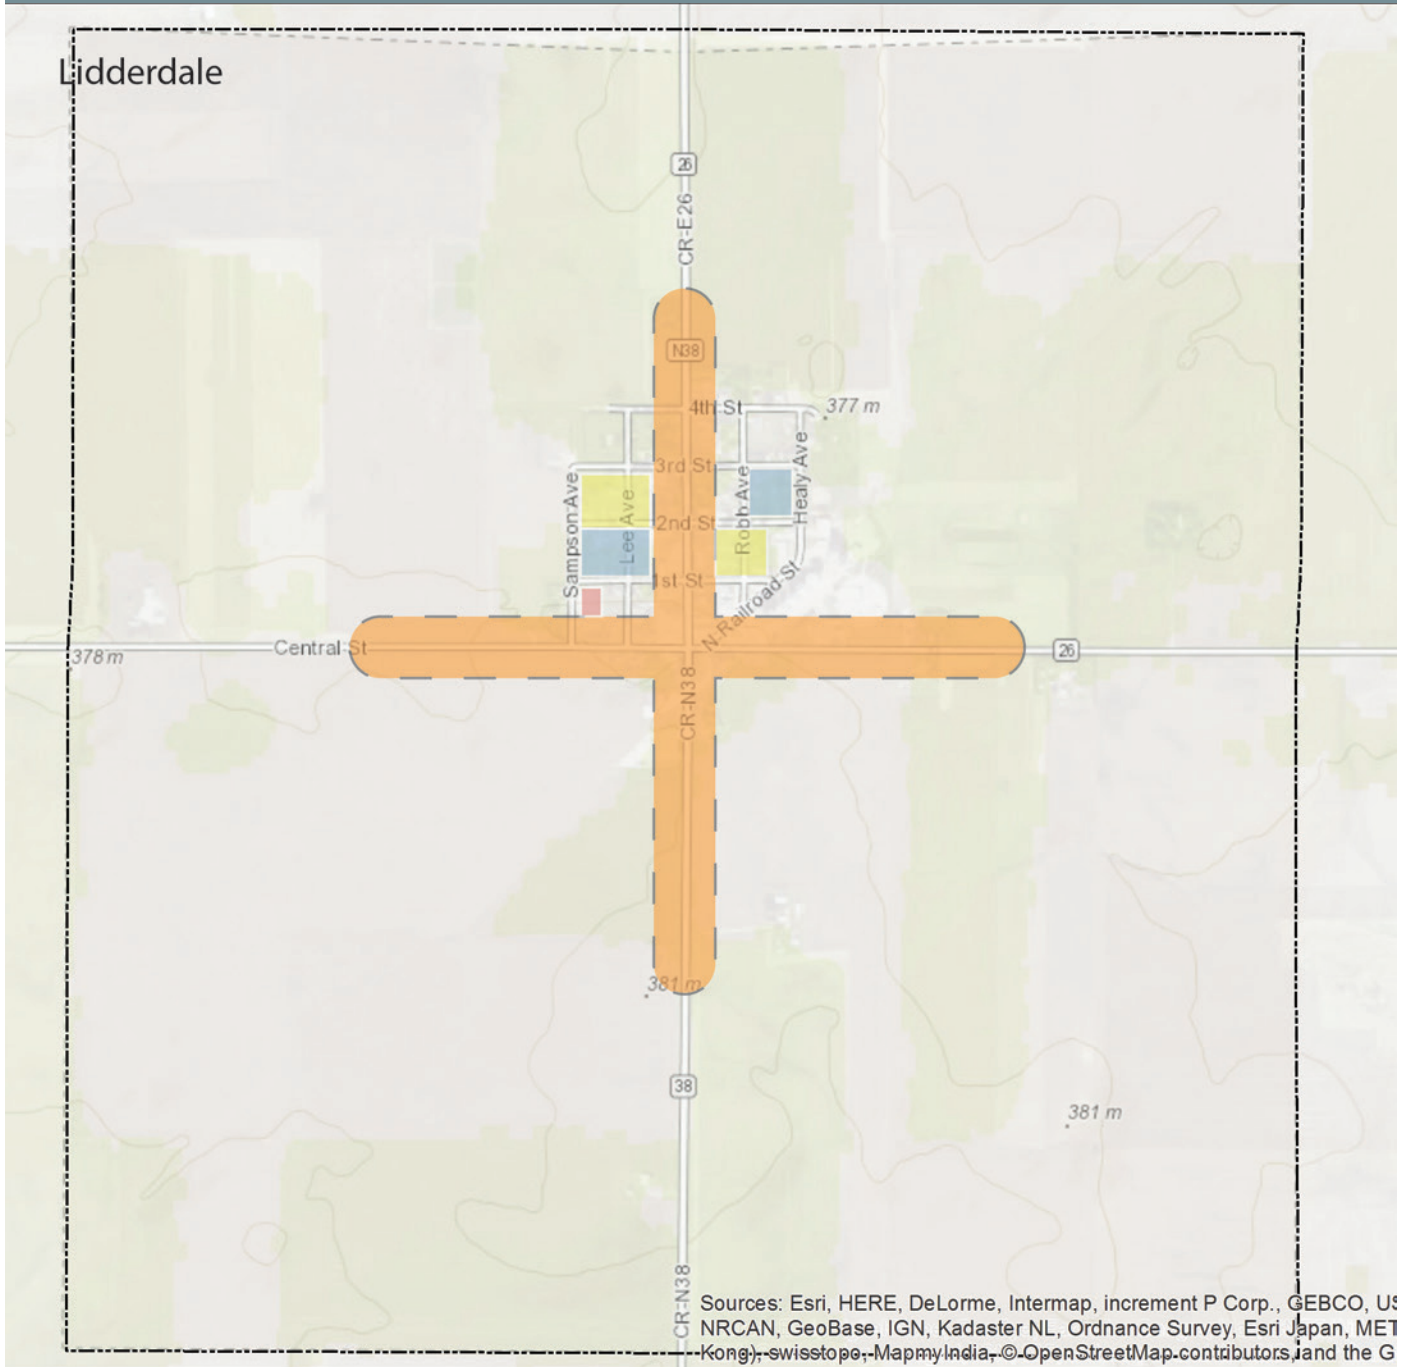 Lidderdale
26
CR-E26
N38
4th St
377 m
3rd St
Sampson Ave
Lee Ave
2nd St
Robb Ave
Healy Ave
1st St
N Railroad St
Central St
26
378 m
CR-N38
381 m
38
381 m
CR-N38
Sources: Esri, HERE, DeLorme, Intermap, increment P Corp., GEBCO, US
NRCAN, GeoBase, IGN, Kadaster NL, Ordnance Survey, Esri Japan, MET
Kong), swisstopo, MapmyIndia, © OpenStreetMap contributors, and the G